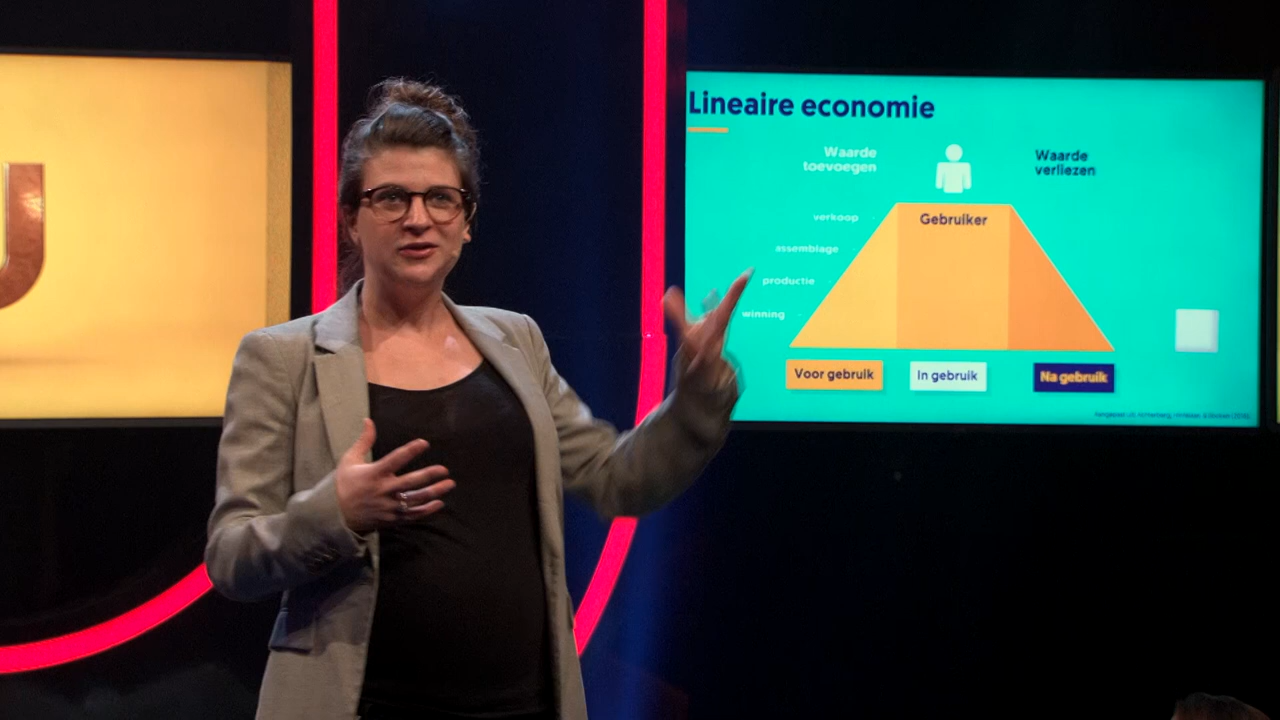 U
Lineaire economie
Waarde
toevoegen
Waarde
verliezen
verkoop
Gebruiker
assemblage
productie
winning
Voor gebruik
In gebruik
Na gebruik